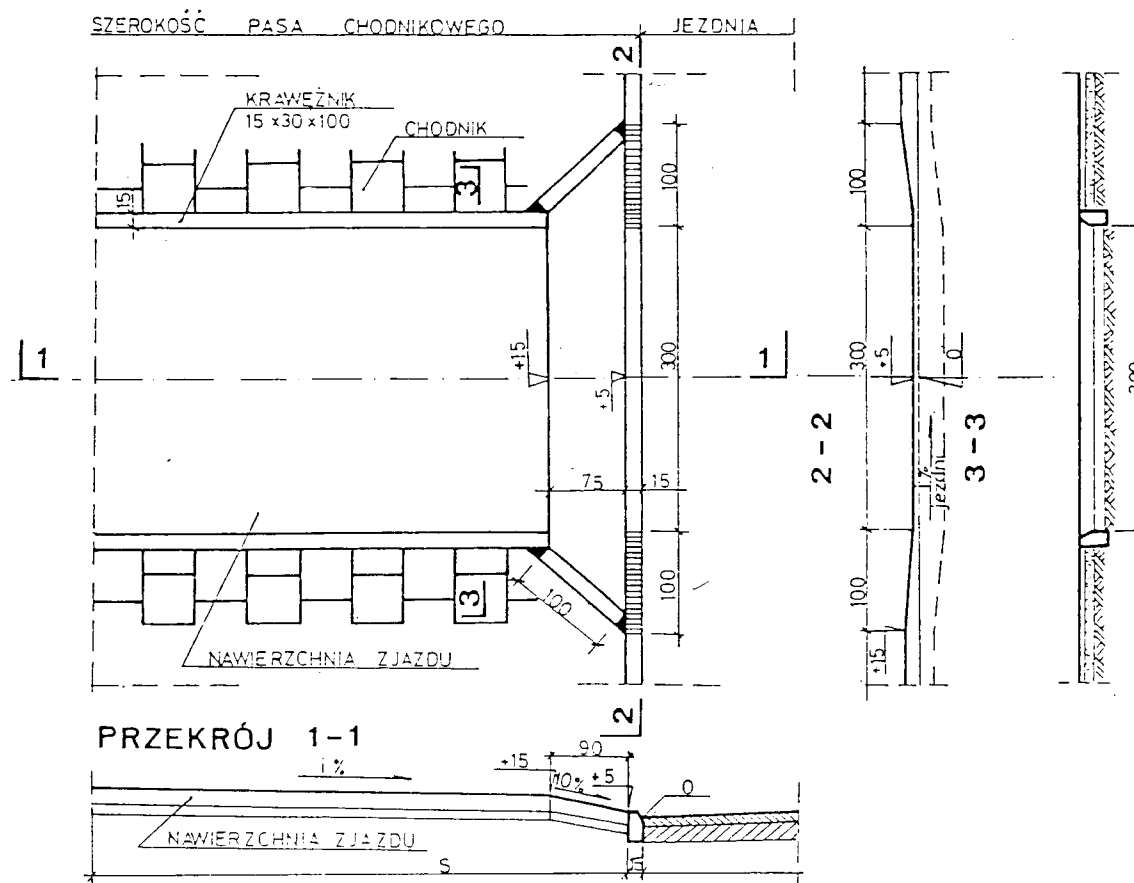 SZEROKOŚĆ PASA CHODNIKOWEGO
JEZDNIA
2
KRAWĘŻNIK
15 x30 x100
CHODNIK
3
15
100
100
1
+15
+5
300
1
+5
0
300
2-2
3-3
75
15
1%
jezdni
3
100
100
100
+15
NAWIERZCHNIA ZJAZDU
2
PRZEKRÓJ 1-1
i %
90
+15
10%
+5
0
NAWIERZCHNIA ZJAZDU
S